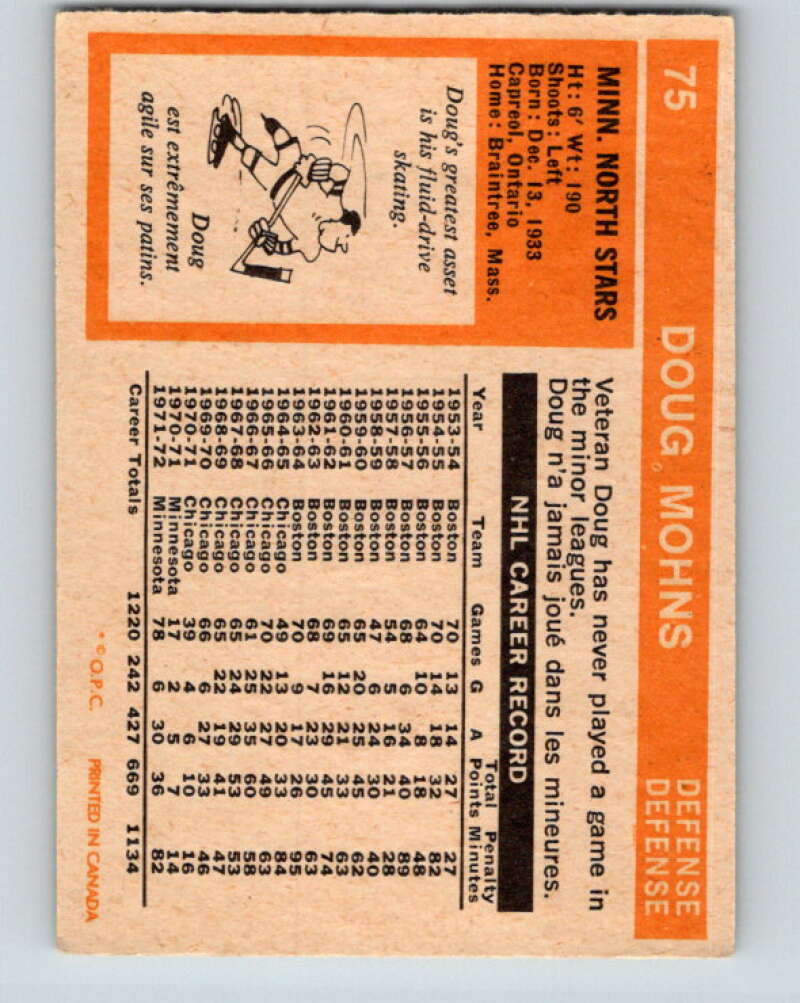 75 DOUG MOHNS DEFENSE
DEFENSE
MINN. NORTH STARS
Ht: 6' Wt: 190
Shoots: Left
Born: Dec. 13, 1933
Capreol, Ontario
Home: Braintree, Mass.
Doug's greatest asset
is his fluid-drive
skating.
Doug
est extrêmement
agile sur ses patins.
Veteran Doug has never played a game in
the minor leagues.
Doug n'a jamais joué dans les mineures.
NHL CAREER RECORD
Total Penalty
Year Team Games G A Points Minutes
1953-54 Boston 70 13 14 27 27
1954-55 Boston 70 14 18 32 82
1955-56 Boston 64 10 8 18 48
1956-57 Boston 68 6 34 40 89
1957-58 Boston 54 5 16 21 28
1958-59 Boston 47 6 24 30 40
1959-60 Boston 65 20 25 45 62
1960-61 Boston 65 12 21 33 63
1961-62 Boston 69 16 29 45 74
1962-63 Boston 68 7 23 30 63
1963-64 Boston 70 9 17 26 95
1964-65 Chicago 49 13 20 33 84
1965-66 Chicago 70 22 27 49 63
1966-67 Chicago 61 25 35 60 58
1967-68 Chicago 65 24 29 53 53
1968-69 Chicago 65 22 19 41 47
1969-70 Chicago 66 6 27 33 46
1970-71 Chicago 39 4 6 10 16
1970-71 Minnesota 17 2 5 7 14
1971-72 Minnesota 78 6 30 36 82
Career Totals 1220 242 427 669 1134
* © O.P.C. PRINTED IN CANADA